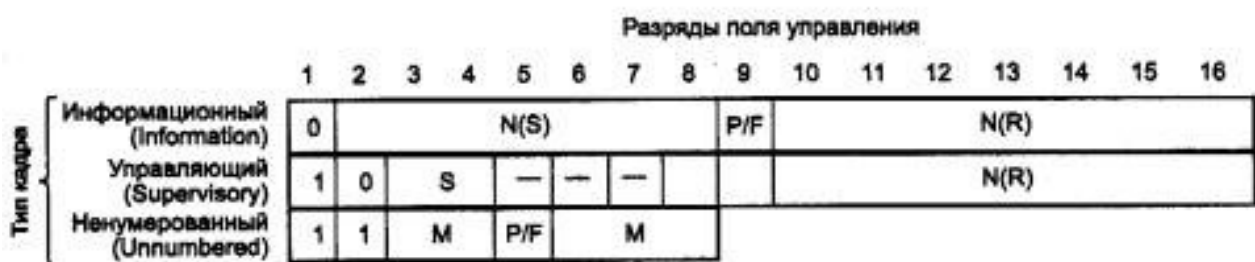 Разряды поля управления
1 2 3 4 5 6 7 8 9 10 11 12 13 14 15 16
Тип кадра
Информационный
(Information)
0 N(S) P/F N(R)
Управляющий
(Supervisory)
1 0 S — — — N(R)
Ненумерованный
(Unnumbered)
1 1 M P/F M